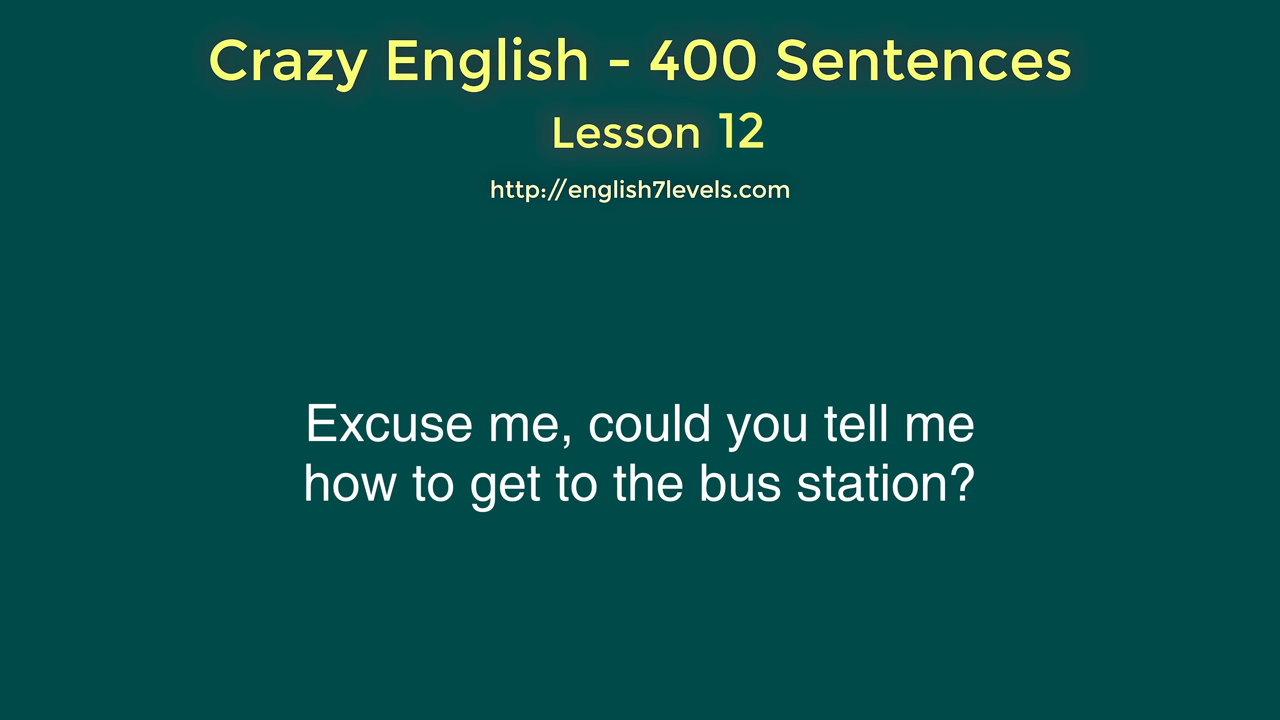 Crazy English - 400 Sentences
Lesson 12
http://english7levels.com
Excuse me, could you tell me
how to get to the bus station?